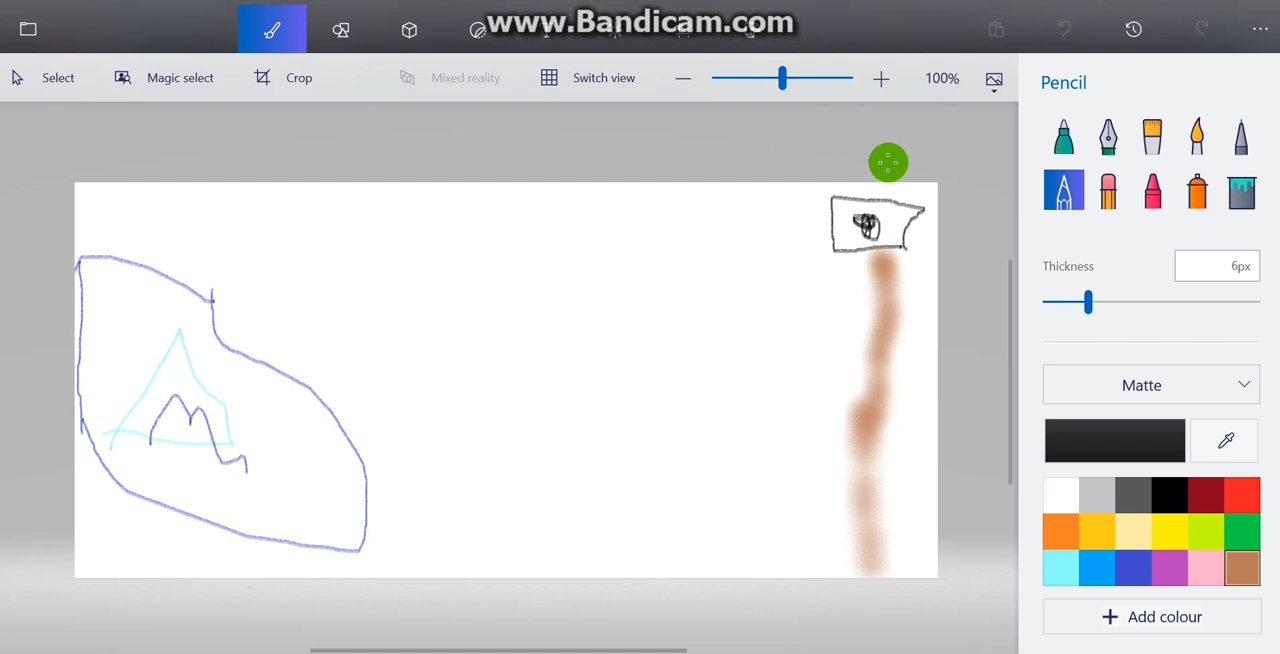 www.Bandicam.com
Select Magic select Crop Mixed reality Switch view 100%
Pencil
Thickness 6px
Matte
Add colour